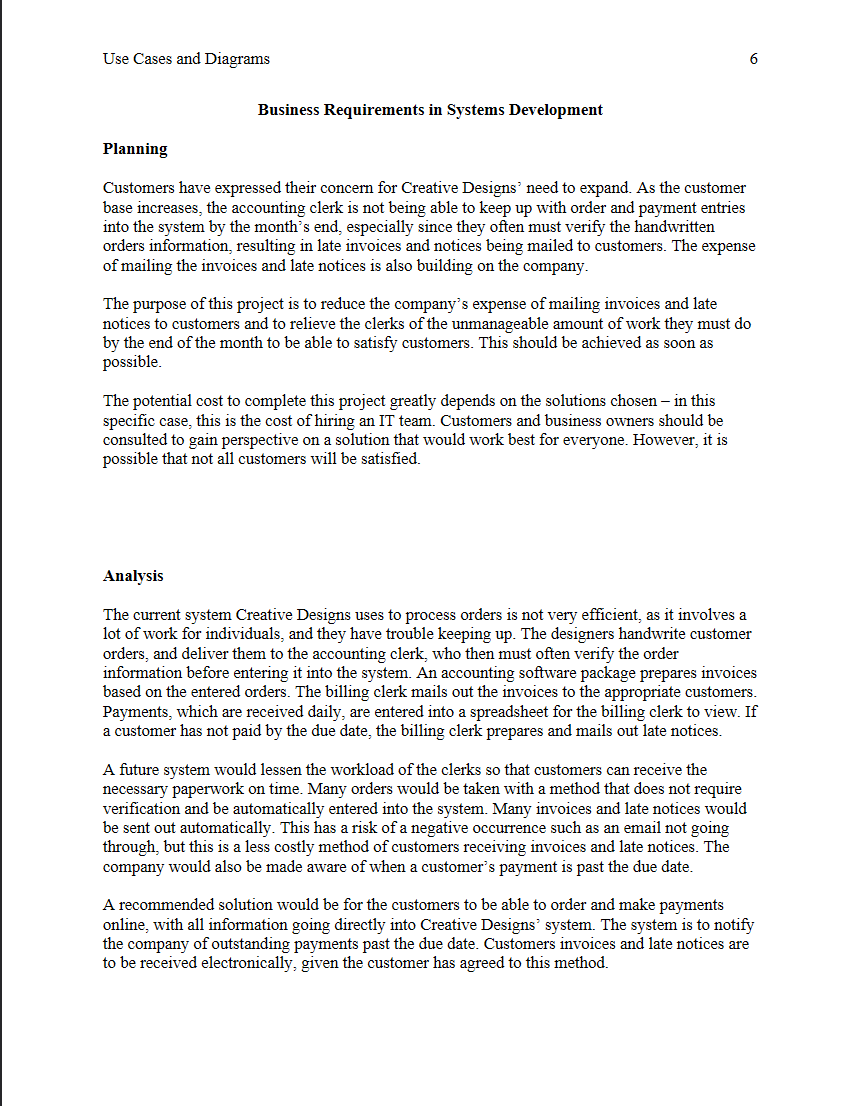 Use Cases and Diagrams 6
Business Requirements in Systems Development
Planning
Customers have expressed their concern for Creative Designs’ need to expand. As the customer
base increases, the accounting clerk is not being able to keep up with order and payment entries
into the system by the month’s end, especially since they often must verify the handwritten
orders information, resulting in late invoices and notices being mailed to customers. The expense
of mailing the invoices and late notices is also building on the company.
The purpose of this project is to reduce the company’s expense of mailing invoices and late
notices to customers and to relieve the clerks of the unmanageable amount of work they must do
by the end of the month to be able to satisfy customers. This should be achieved as soon as
possible.
The potential cost to complete this project greatly depends on the solutions chosen – in this
specific case, this is the cost of hiring an IT team. Customers and business owners should be
consulted to gain perspective on a solution that would work best for everyone. However, it is
possible that not all customers will be satisfied.
Analysis
The current system Creative Designs uses to process orders is not very efficient, as it involves a
lot of work for individuals, and they have trouble keeping up. The designers handwrite customer
orders, and deliver them to the accounting clerk, who then must often verify the order
information before entering it into the system. An accounting software package prepares invoices
based on the entered orders. The billing clerk mails out the invoices to the appropriate customers.
Payments, which are received daily, are entered into a spreadsheet for the billing clerk to view. If
a customer has not paid by the due date, the billing clerk prepares and mails out late notices.
A future system would lessen the workload of the clerks so that customers can receive the
necessary paperwork on time. Many orders would be taken with a method that does not require
verification and be automatically entered into the system. Many invoices and late notices would
be sent out automatically. This has a risk of a negative occurrence such as an email not going
through, but this is a less costly method of customers receiving invoices and late notices. The
company would also be made aware of when a customer’s payment is past the due date.
A recommended solution would be for the customers to be able to order and make payments
online, with all information going directly into Creative Designs’ system. The system is to notify
the company of outstanding payments past the due date. Customers invoices and late notices are
to be received electronically, given the customer has agreed to this method.